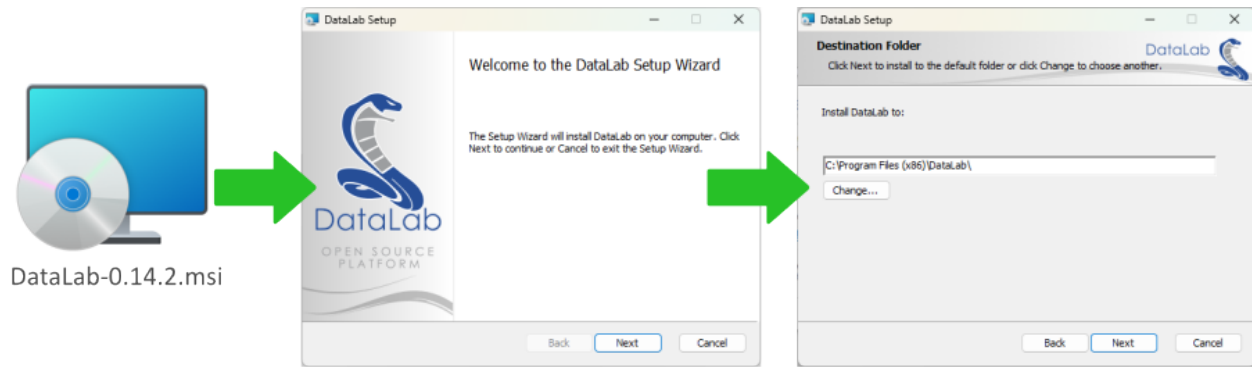 DataLab-0.14.2.msi
DataLab Setup
Welcome to the DataLab Setup Wizard
The Setup Wizard will install DataLab on your computer. Click
Next to continue or Cancel to exit the Setup Wizard.
DataLab
OPEN SOURCE
PLATFORM
Back Next Cancel
DataLab Setup
Destination Folder
Click Next to install to the default folder or click Change to choose another.
DataLab
Install DataLab to:
C:\Program Files (x86)\DataLab\
Change...
Back Next Cancel